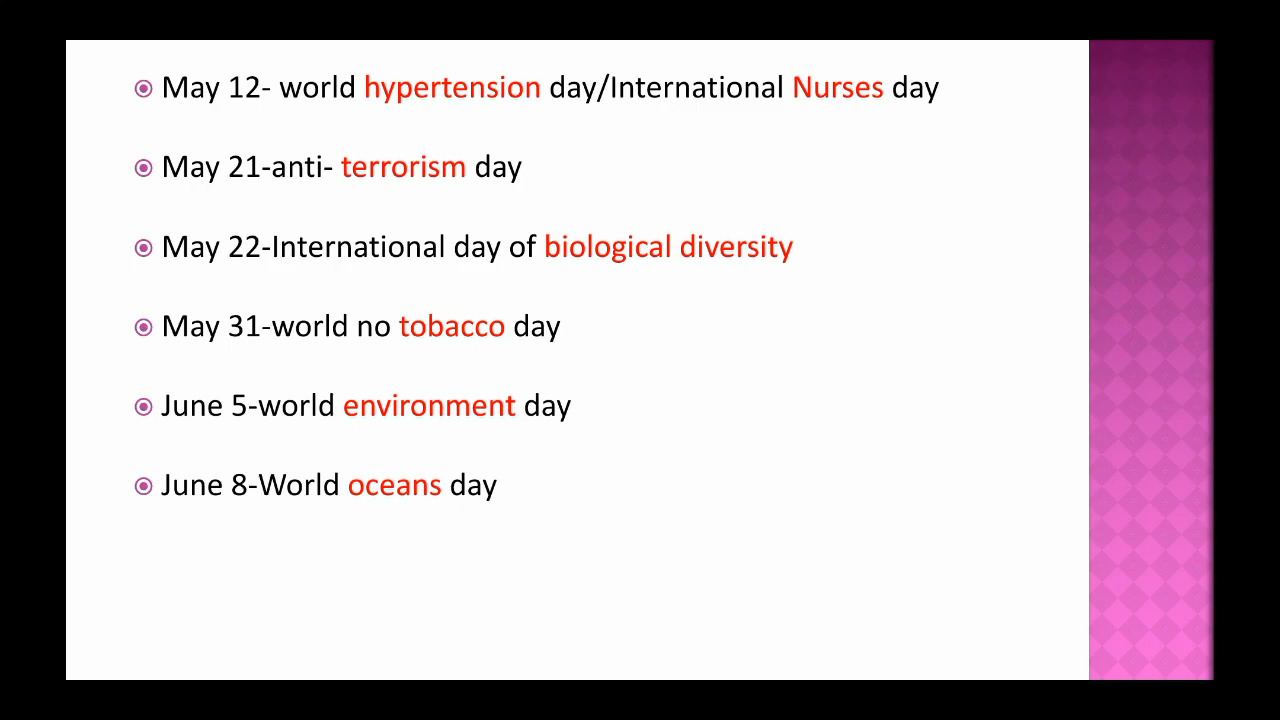 May 12- world hypertension day/International Nurses day
May 21-anti- terrorism day
May 22-International day of biological diversity
May 31-world no tobacco day
June 5-world environment day
June 8-World oceans day